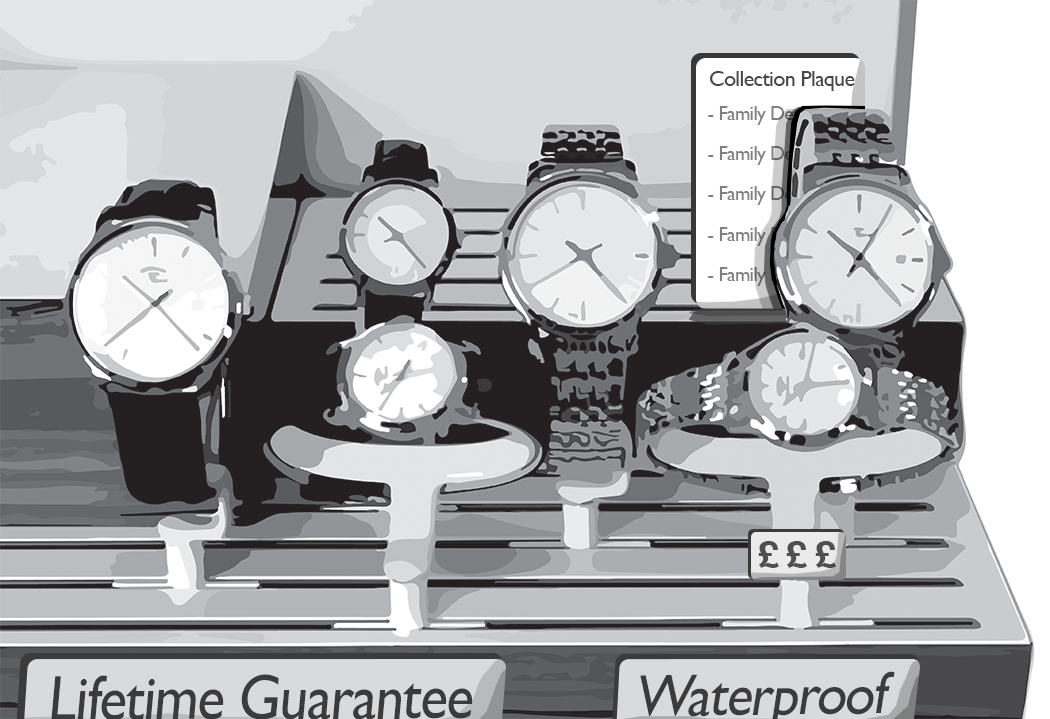 Collection Plaque
- Family
- Family
- Family
- Family
- Family
£££
Lifetime Guarantee
Waterproof